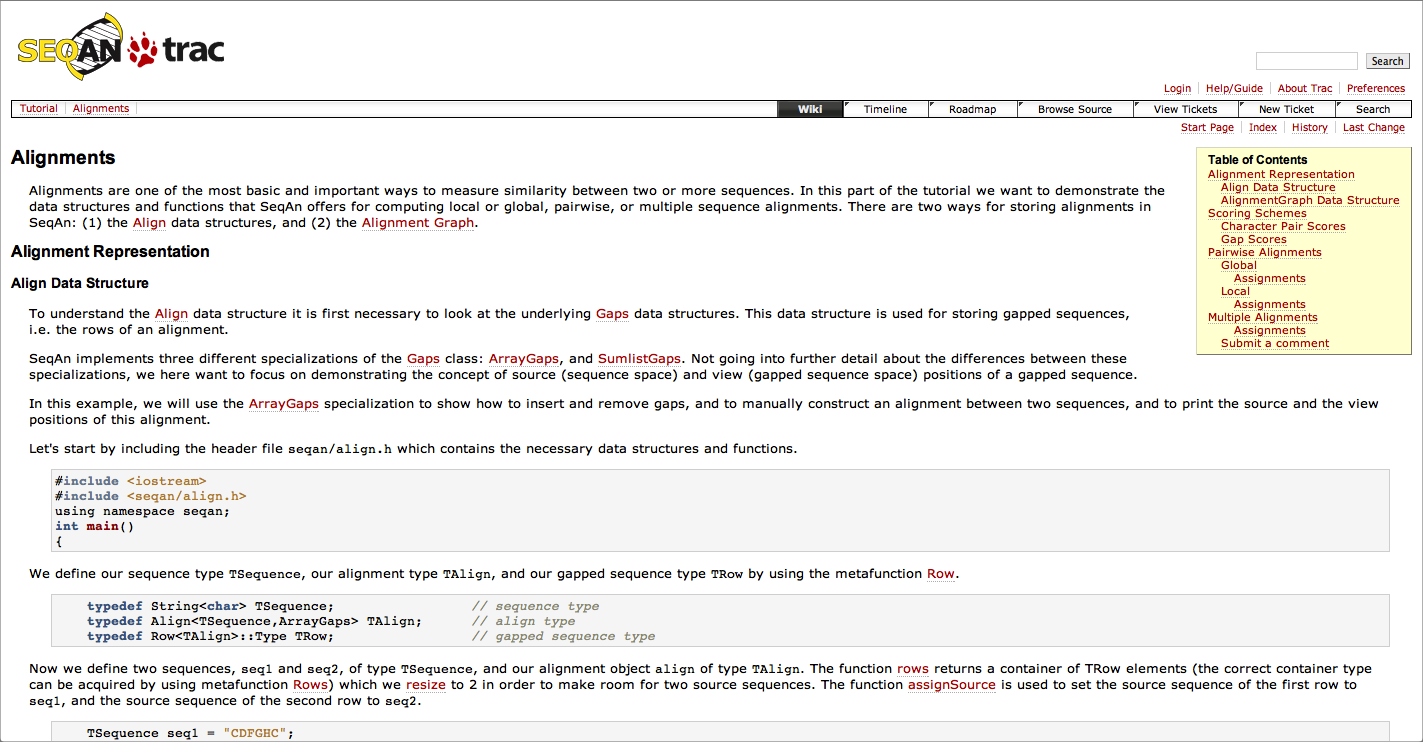 SEQAN trac
Search
Login Help/Guide About Trac Preferences
Tutorial Alignments Wiki Timeline Roadmap Browse Source View Tickets New Ticket Search
Start Page Index History Last Change
Alignments
Alignments are one of the most basic and important ways to measure similarity between two or more sequences. In this part of the tutorial we want to demonstrate the
data structures and functions that SeqAn offers for computing local or global, pairwise, or multiple sequence alignments. There are two ways for storing alignments in
SeqAn: (1) the Align data structures, and (2) the Alignment Graph.
Table of Contents
Alignment Representation
Align Data Structure
AlignmentGraph Data Structure
Scoring Schemes
Character Pair Scores
Gap Scores
Pairwise Alignments
Global
Assignments
Local
Assignments
Multiple Alignments
Assignments
Submit a comment
Alignment Representation
Align Data Structure
To understand the Align data structure it is first necessary to look at the underlying Gaps data structures. This data structure is used for storing gapped sequences,
i.e. the rows of an alignment.
SeqAn implements three different specializations of the Gaps class: ArrayGaps, and SumlistGaps. Not going into further detail about the differences between these
specializations, we here want to focus on demonstrating the concept of source (sequence space) and view (gapped sequence space) positions of a gapped sequence.
In this example, we will use the ArrayGaps specialization to show how to insert and remove gaps, and to manually construct an alignment between two sequences, and to print the source and the view
positions of this alignment.
Let's start by including the header file seqan/align.h which contains the necessary data structures and functions.
#include <iostream>
#include <seqan/align.h>
using namespace seqan;
int main()
{
We define our sequence type TSequence, our alignment type TAlign, and our gapped sequence type TRow by using the metafunction Row.
typedef String<char> TSequence; // sequence type
typedef Align<TSequence,ArrayGaps> TAlign; // align type
typedef Row<TAlign>::Type TRow; // gapped sequence type
Now we define two sequences, seq1 and seq2, of type TSequence, and our alignment object align of type TAlign. The function rows returns a container of TRow elements (the correct container type
can be acquired by using metafunction Rows) which we resize to 2 in order to make room for two source sequences. The function assignSource is used to set the source sequence of the first row to
seq1, and the source sequence of the second row to seq2.
TSequence seq1 = "CDFGHC";